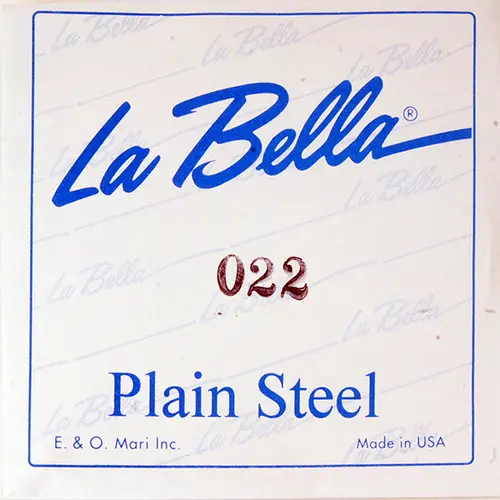 La Bella®
022
Plain Steel
E. & O. Mari Inc.
Made in USA